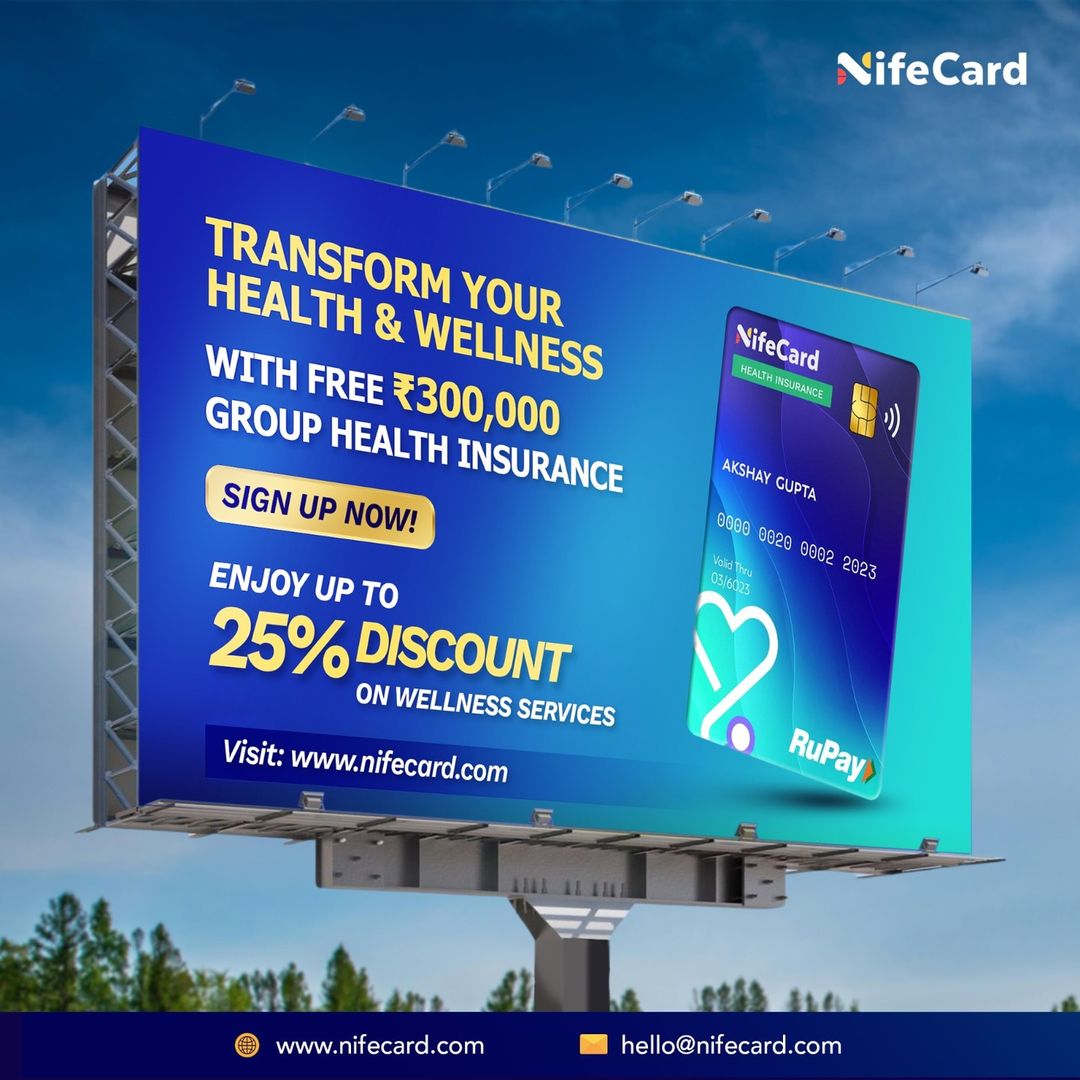 NifeCard
TRANSFORM YOUR
HEALTH & WELLNESS
WITH FREE ₹300,000
GROUP HEALTH INSURANCE
SIGN UP NOW!
ENJOY UP TO
25% DISCOUNT
ON WELLNESS SERVICES
Visit: www.nifecard.com
NifeCard
HEALTH INSURANCE
AKSHAY GUPTA
0000 0020 0002 2023
Valid Thru
03/6023
RuPay
www.nifecard.com
hello@nifecard.com